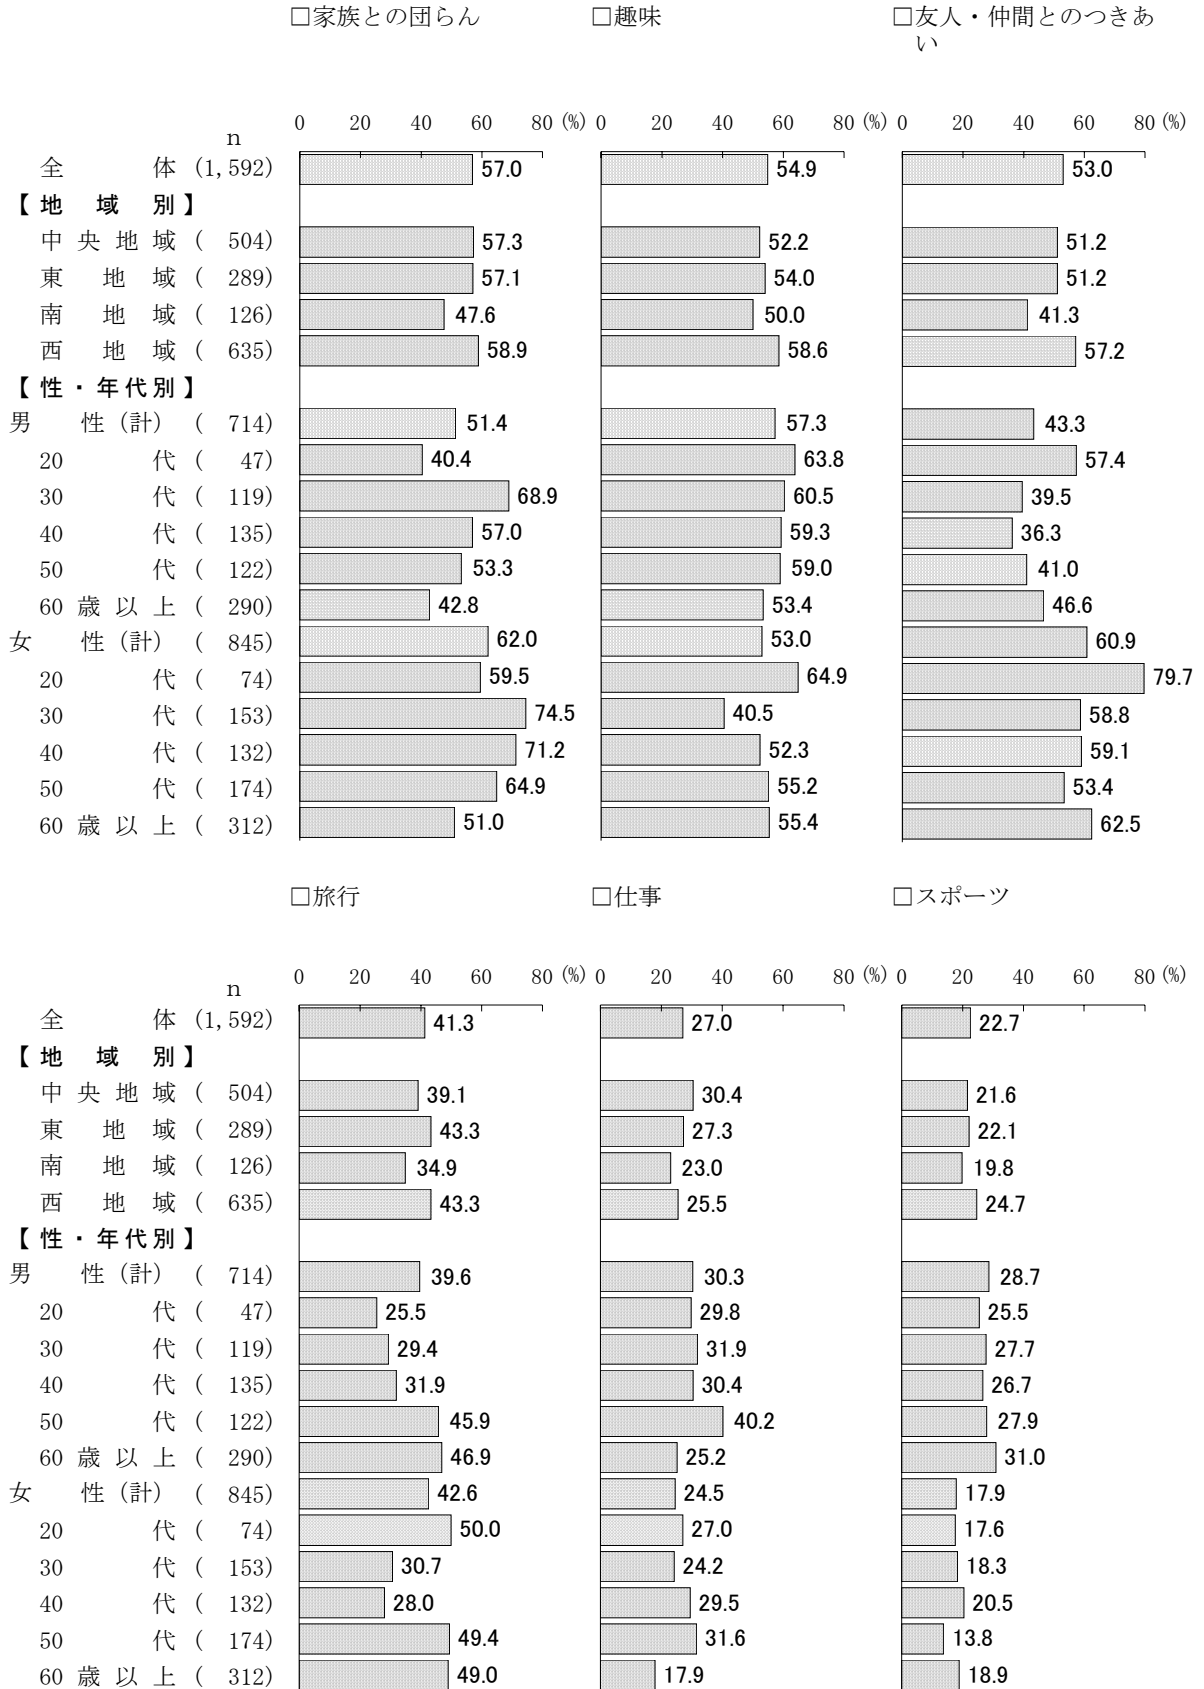 □家族との団らん □趣味 □友人・仲間とのつきあ
い
0 20 40 60 80 (%) 0 20 40 60 80 (%) 0 20 40 60 80 (%)
n
全 体 (1,592) 57.0 54.9 53.0
【地 域 別】
中央地域 ( 504) 57.3 52.2 51.2
東 地 域 ( 289) 57.1 54.0 51.2
南 地 域 ( 126) 47.6 50.0 41.3
西 地 域 ( 635) 58.9 58.6 57.2
【性・年代別】
男 性 (計) ( 714) 51.4 57.3 43.3
20 代 ( 47) 40.4 63.8 57.4
30 代 ( 119) 68.9 60.5 39.5
40 代 ( 135) 57.0 59.3 36.3
50 代 ( 122) 53.3 59.0 41.0
60 歳 以 上 ( 290) 42.8 53.4 46.6
女 性 (計) ( 845) 62.0 53.0 60.9
20 代 ( 74) 59.5 64.9 79.7
30 代 ( 153) 74.5 40.5 58.8
40 代 ( 132) 71.2 52.3 59.1
50 代 ( 174) 64.9 55.2 53.4
60 歳 以 上 ( 312) 51.0 55.4 62.5
□旅行 □仕事 □スポーツ
0 20 40 60 80 (%) 0 20 40 60 80 (%) 0 20 40 60 80 (%)
n
全 体 (1,592) 41.3 27.0 22.7
【地 域 別】
中央地域 ( 504) 39.1 30.4 21.6
東 地 域 ( 289) 43.3 27.3 22.1
南 地 域 ( 126) 34.9 23.0 19.8
西 地 域 ( 635) 43.3 25.5 24.7
【性・年代別】
男 性 (計) ( 714) 39.6 30.3 28.7
20 代 ( 47) 25.5 29.8 25.5
30 代 ( 119) 29.4 31.9 27.7
40 代 ( 135) 31.9 30.4 26.7
50 代 ( 122) 45.9 40.2 27.9
60 歳 以 上 ( 290) 46.9 25.2 31.0
女 性 (計) ( 845) 42.6 24.5 17.9
20 代 ( 74) 50.0 27.0 17.6
30 代 ( 153) 30.7 24.2 18.3
40 代 ( 132) 28.0 29.5 20.5
50 代 ( 174) 49.4 31.6 13.8
60 歳 以 上 ( 312) 49.0 17.9 18.9